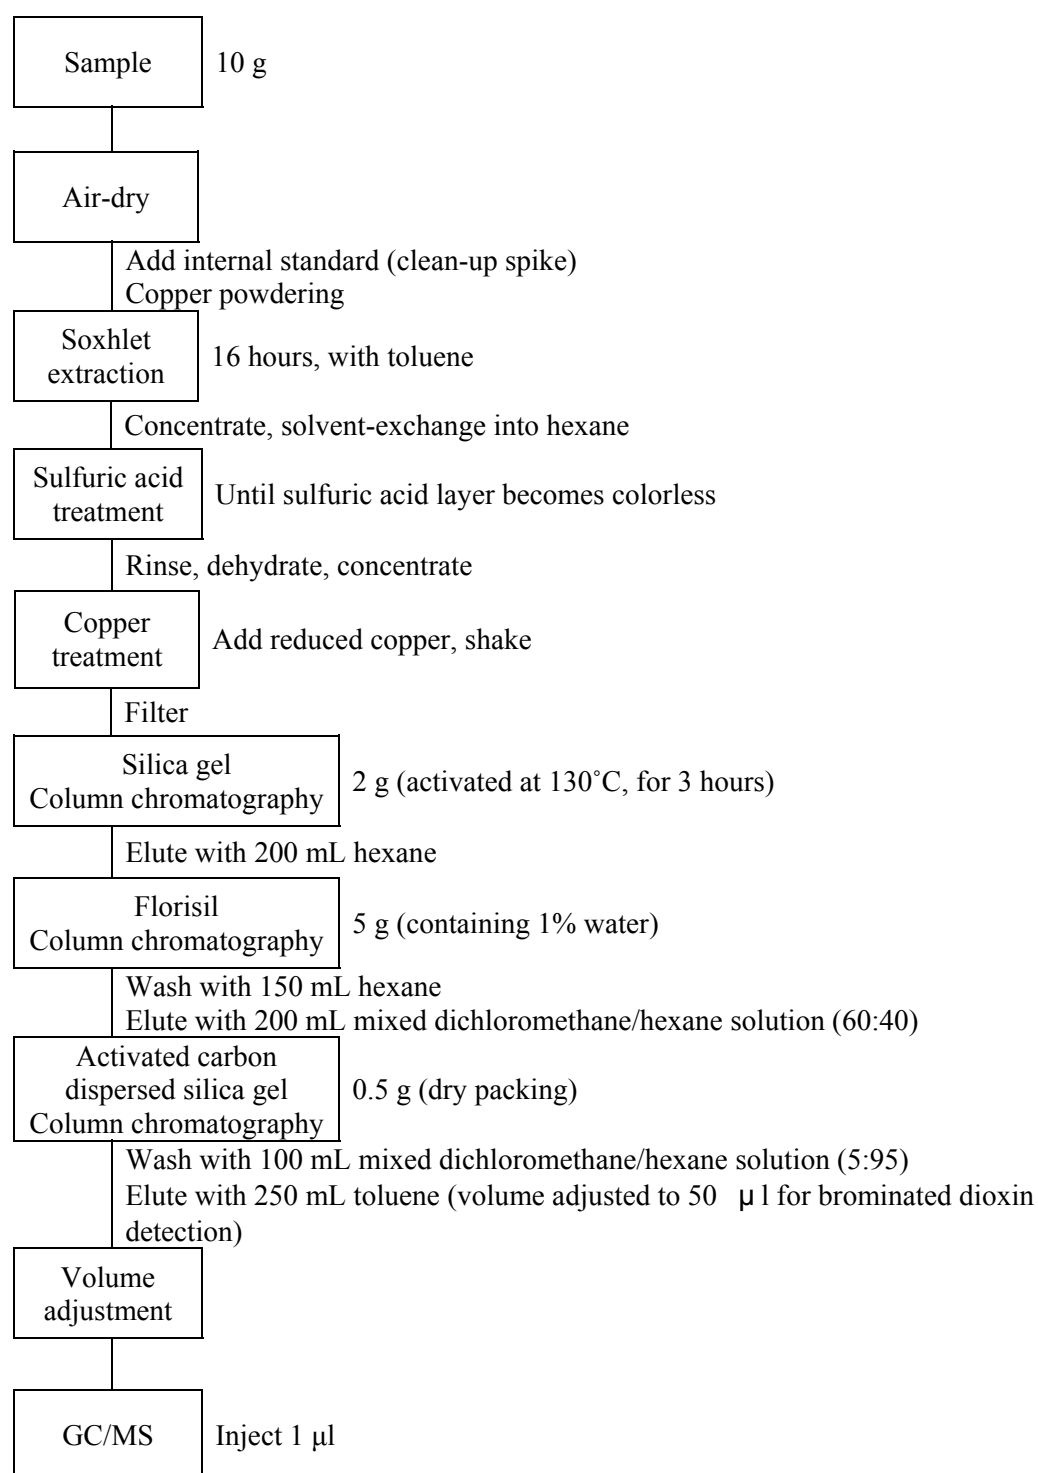 Sample
10 g
Air-dry
Add internal standard (clean-up spike)
Copper powdering
Soxhlet
extraction
16 hours, with toluene
Concentrate, solvent-exchange into hexane
Sulfuric acid
treatment
Until sulfuric acid layer becomes colorless
Rinse, dehydrate, concentrate
Copper
treatment
Add reduced copper, shake
Filter
Silica gel
Column chromatography
2 g (activated at 130˚C, for 3 hours)
Elute with 200 mL hexane
Florisil
Column chromatography
5 g (containing 1% water)
Wash with 150 mL hexane
Elute with 200 mL mixed dichloromethane/hexane solution (60:40)
Activated carbon
dispersed silica gel
Column chromatography
0.5 g (dry packing)
Wash with 100 mL mixed dichloromethane/hexane solution (5:95)
Elute with 250 mL toluene (volume adjusted to 50 μl for brominated dioxin
detection)
Volume
adjustment
GC/MS
Inject 1 μl